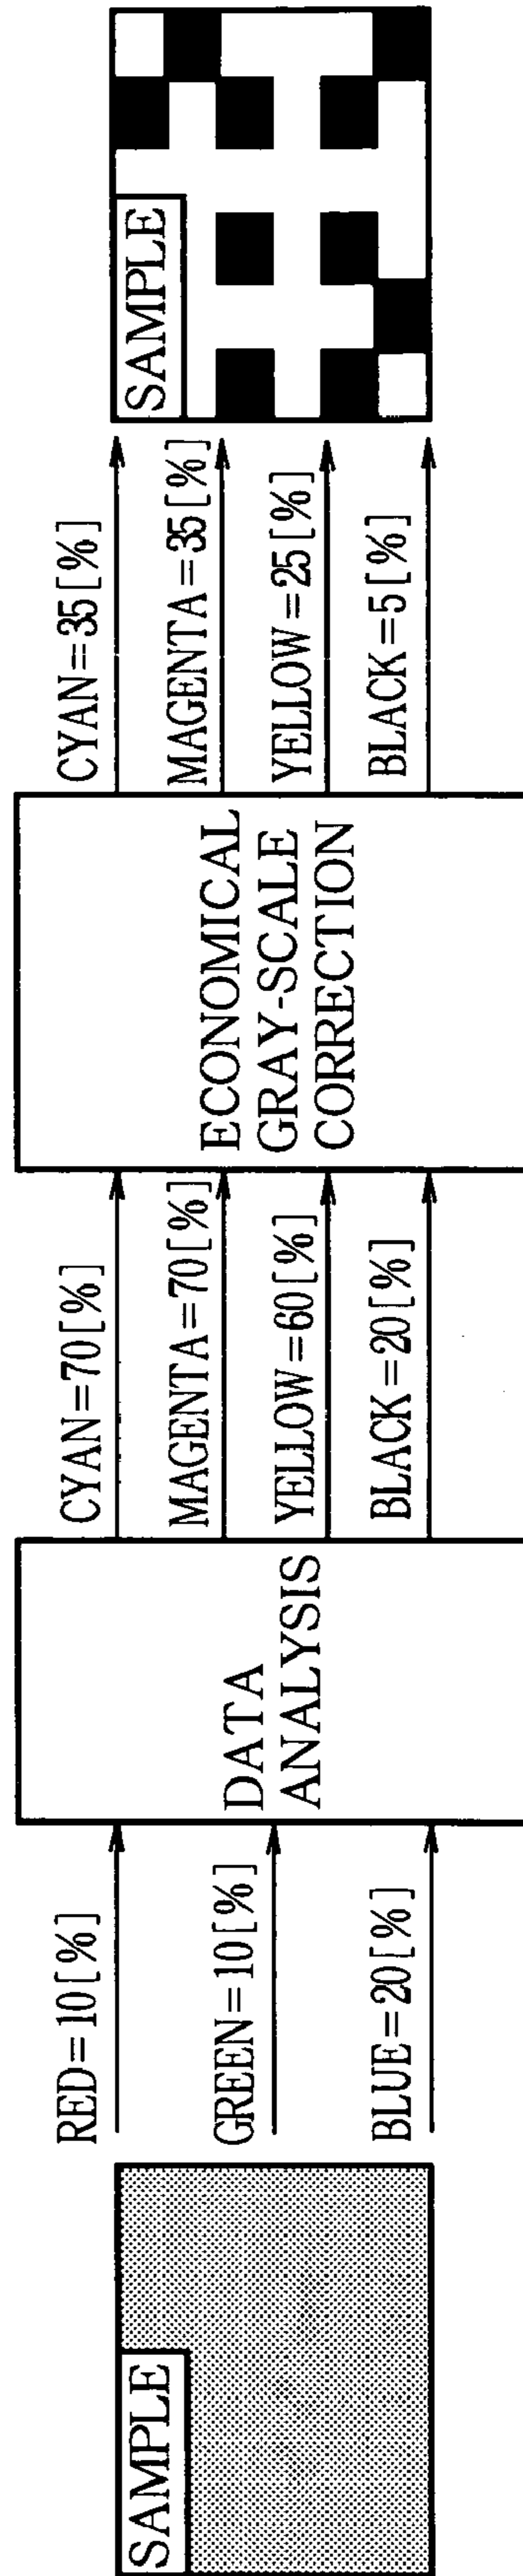 SAMPLE
RED=10[%]
GREEN=10[%]
BLUE=20[%]
DATA
ANALYSIS
CYAN=70[%]
MAGENTA=70[%]
YELLOW=60[%]
BLACK=20[%]
ECONOMICAL
GRAY-SCALE
CORRECTION
CYAN=35[%]
MAGENTA=35[%]
YELLOW=25[%]
BLACK=5[%]
SAMPLE